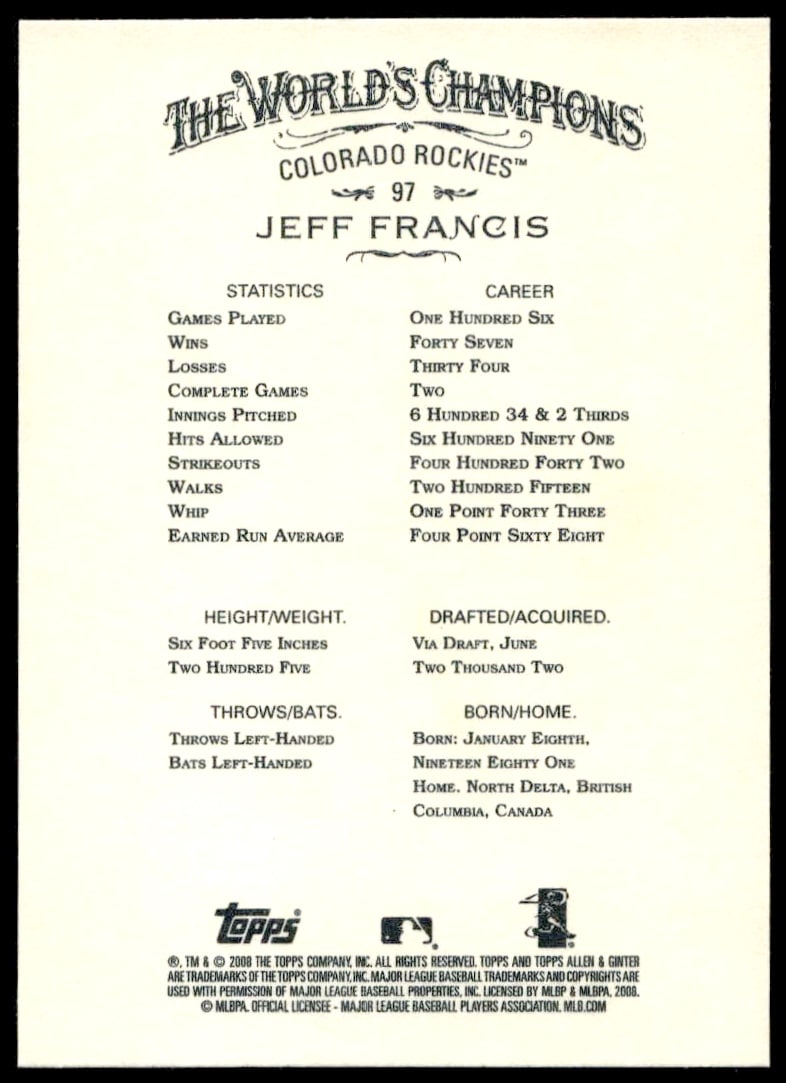 THE WORLD'S CHAMPIONS
COLORADO ROCKIES™
97
JEFF FRANCIS
STATISTICS CAREER
GAMES PLAYED ONE HUNDRED SIX
WINS FORTY SEVEN
LOSSES THIRTY FOUR
COMPLETE GAMES TWO
INNINGS PITCHED 6 HUNDRED 34 & 2 THIRDS
HITS ALLOWED SIX HUNDRED NINETY ONE
STRIKEOUTS FOUR HUNDRED FORTY TWO
WALKS TWO HUNDRED FIFTEEN
WHIP ONE POINT FORTY THREE
EARNED RUN AVERAGE FOUR POINT SIXTY EIGHT
HEIGHT/WEIGHT.
SIX FOOT FIVE INCHES
TWO HUNDRED FIVE
DRAFTED/ACQUIRED.
VIA DRAFT, JUNE
TWO THOUSAND TWO
THROWS/BATS.
THROWS LEFT-HANDED
BATS LEFT-HANDED
BORN/HOME.
BORN: JANUARY EIGHTH,
NINETEEN EIGHTY ONE
HOME. NORTH DELTA, BRITISH
COLUMBIA, CANADA
Topps®
®, TM & © 2008 THE TOPPS COMPANY, INC. ALL RIGHTS RESERVED. TOPPS AND TOPPS ALLEN & GINTER
ARE TRADEMARKS OF THE TOPPS COMPANY, INC. MAJOR LEAGUE BASEBALL TRADEMARKS AND COPYRIGHTS ARE
USED WITH PERMISSION OF MAJOR LEAGUE BASEBALL PROPERTIES, INC. LICENSED BY MLBP & MLBPA, 2008.
© MLBPA. OFFICIAL LICENSEE - MAJOR LEAGUE BASEBALL PLAYERS ASSOCIATION. MLB.COM